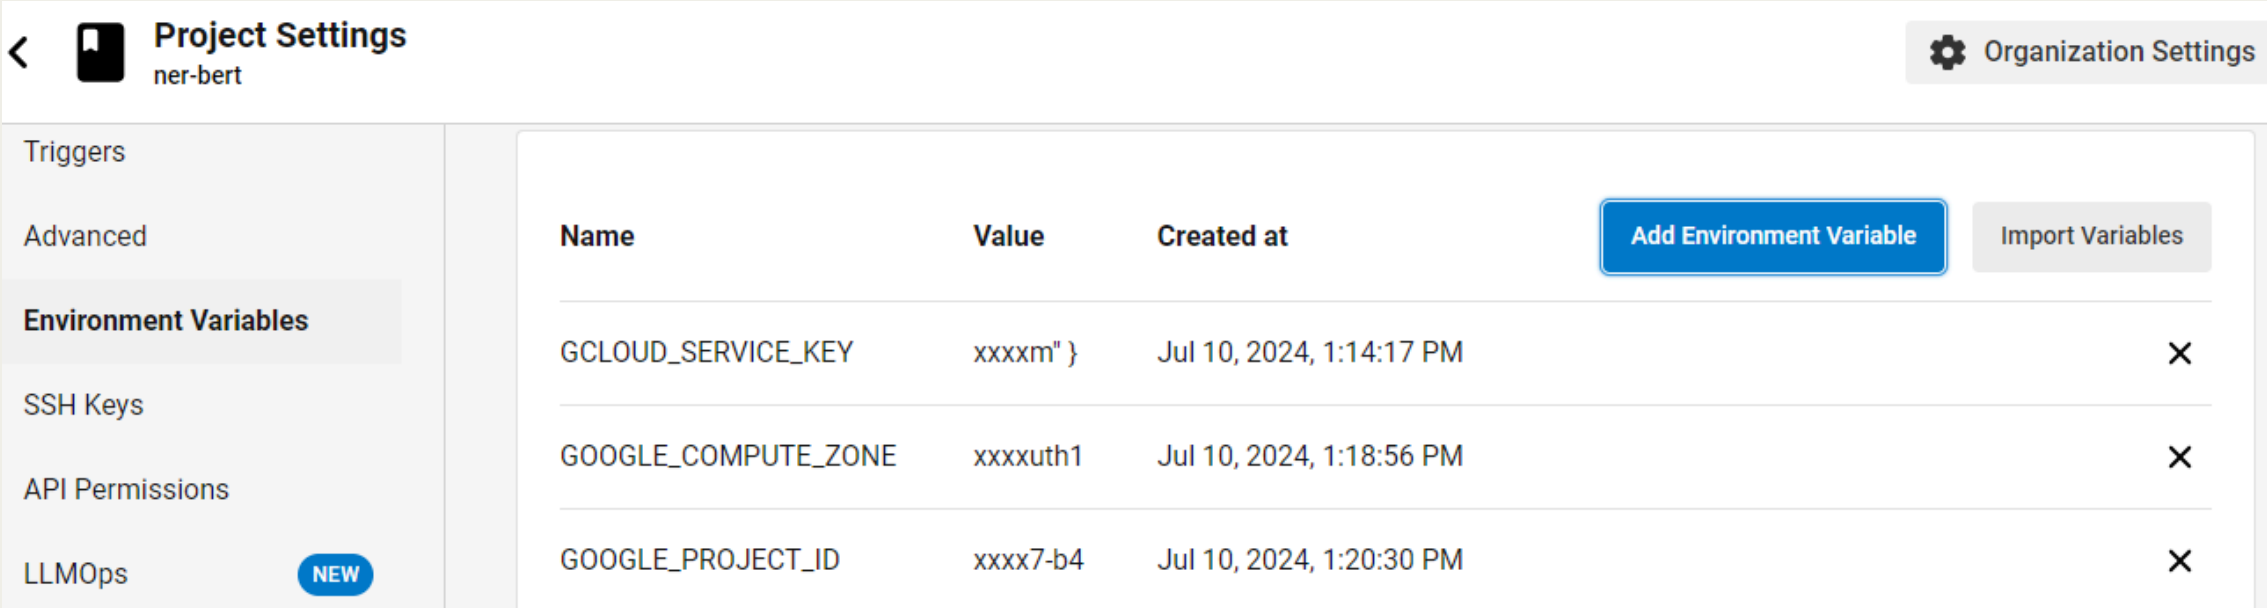 Project Settings
ner-bert
Organization Settings
Triggers
Advanced
Environment Variables
SSH Keys
API Permissions
LLMOps NEW
Name Value Created at Add Environment Variable Import Variables
GCLOUD_SERVICE_KEY xxxxm" } Jul 10, 2024, 1:14:17 PM
GOOGLE_COMPUTE_ZONE xxxxuth1 Jul 10, 2024, 1:18:56 PM
GOOGLE_PROJECT_ID xxxx7-b4 Jul 10, 2024, 1:20:30 PM